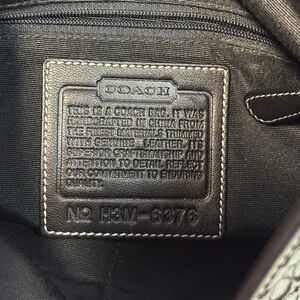 COACH
THIS IS A COACH BAG. IT WAS
HANDCRAFTED IN CHINA FROM
THE FINEST MATERIALS TRIMMED
WITH GENUINE LEATHER. ITS
SUPERIOR CRAFTSMANSHIP AND
ATTENTION TO DETAIL REFLECT
OUR COMMITMENT TO ENDURING
QUALITY.
No H3M-6376